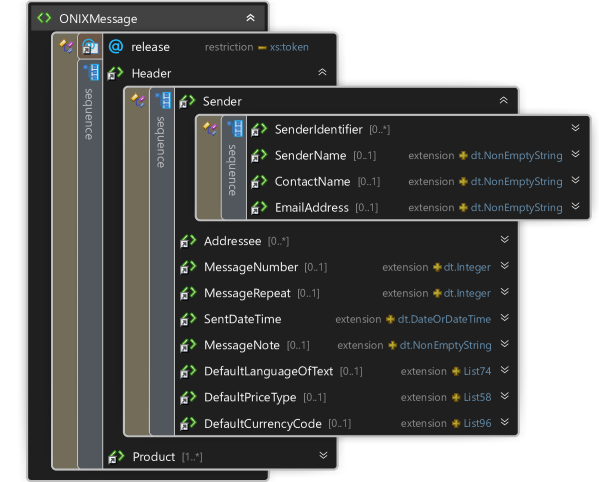 ONIXMessage
@ release restriction xs:token
Header
sequence
Sender
sequence
SenderIdentifier [0..*]
sequence
SenderName [0..1] extension dt.NonEmptyString
ContactName [0..1] extension dt.NonEmptyString
EmailAddress [0..1] extension dt.NonEmptyString
Addressee [0..*]
MessageNumber [0..1] extension dt.Integer
MessageRepeat [0..1] extension dt.Integer
SentDateTime extension dt.DateOrDateTime
MessageNote [0..1] extension dt.NonEmptyString
DefaultLanguageOfText [0..1] extension List74
DefaultPriceType [0..1] extension List58
DefaultCurrencyCode [0..1] extension List96
Product [1..*]